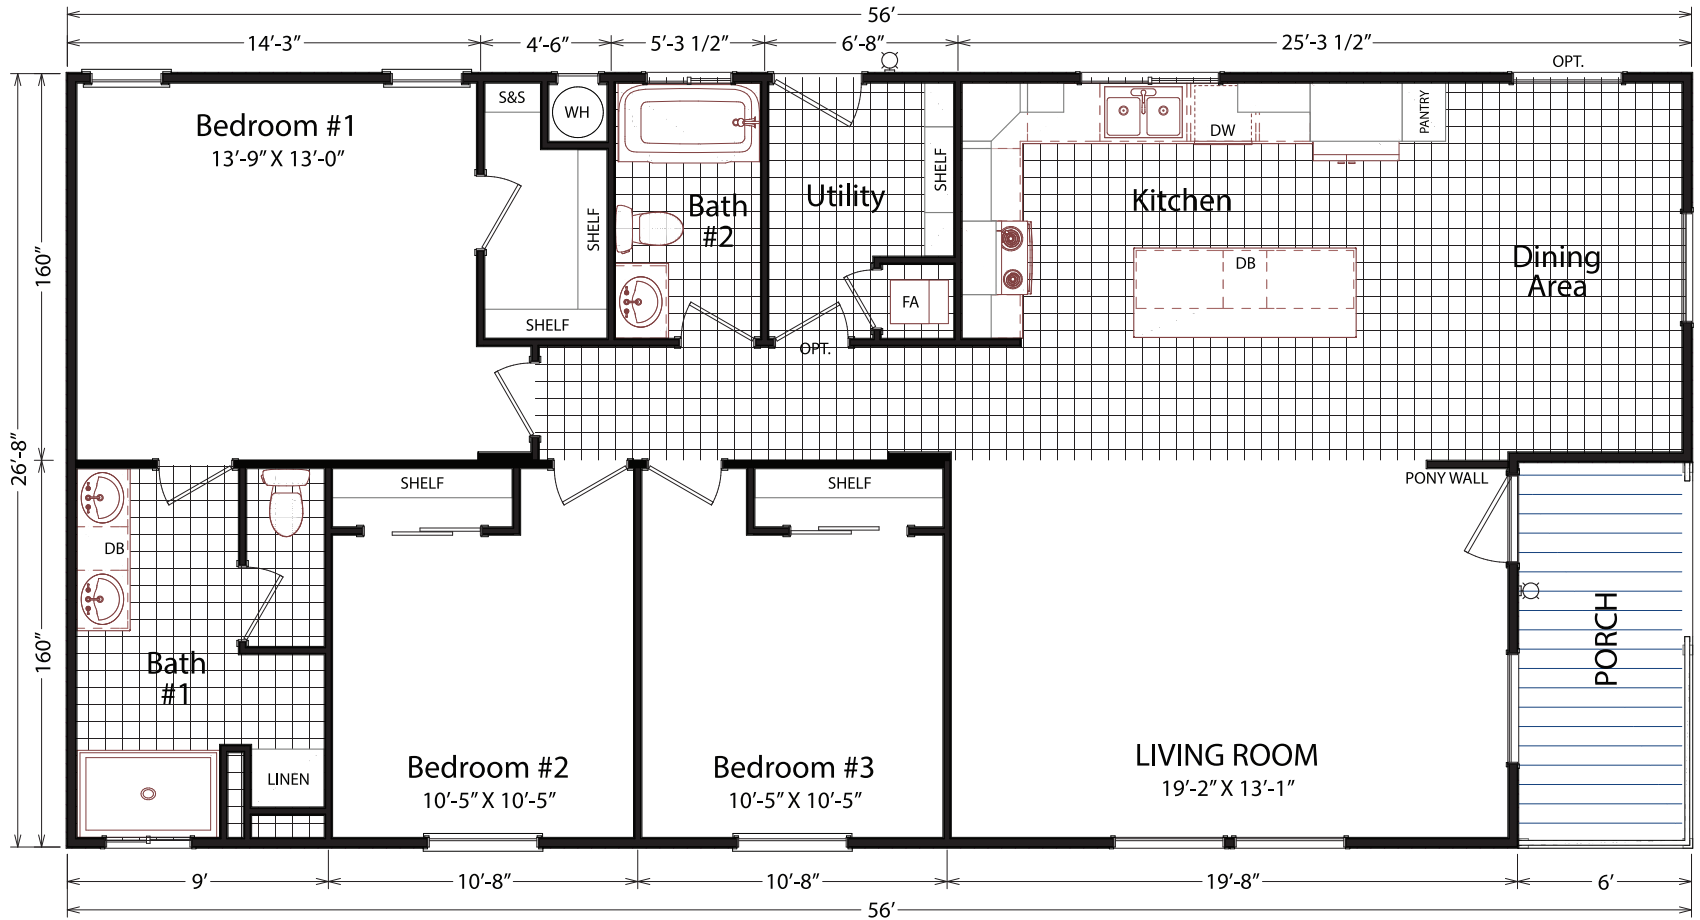 56’
14’-3”
4’-6”
5’-3 1/2”
6’-8”
25’-3 1/2”
OPT.
S&S
WH
Bedroom #1
13’-9” X 13’-0”
SHELF
SHELF
Bath
#2
Utility
SHELF
FA
OPT.
Kitchen
DW
PANTRY
DB
Dining
Area
160”
26’-8”
160”
SHELF
SHELF
PONY WALL
DB
Bath
#1
LINEN
Bedroom #2
10’-5” X 10’-5”
Bedroom #3
10’-5” X 10’-5”
LIVING ROOM
19’-2” X 13’-1”
PORCH
9’
10’-8”
10’-8”
19’-8”
6’
56’